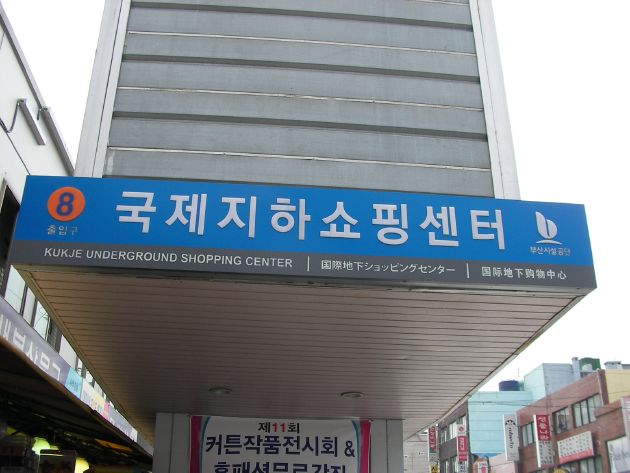 8
출입구
국제지하쇼핑센터
부산시설공단
KUKJE UNDERGROUND SHOPPING CENTER | 国際地下ショッピングセンター | 国际地下购物中心
제11회
커튼작품전시회 &